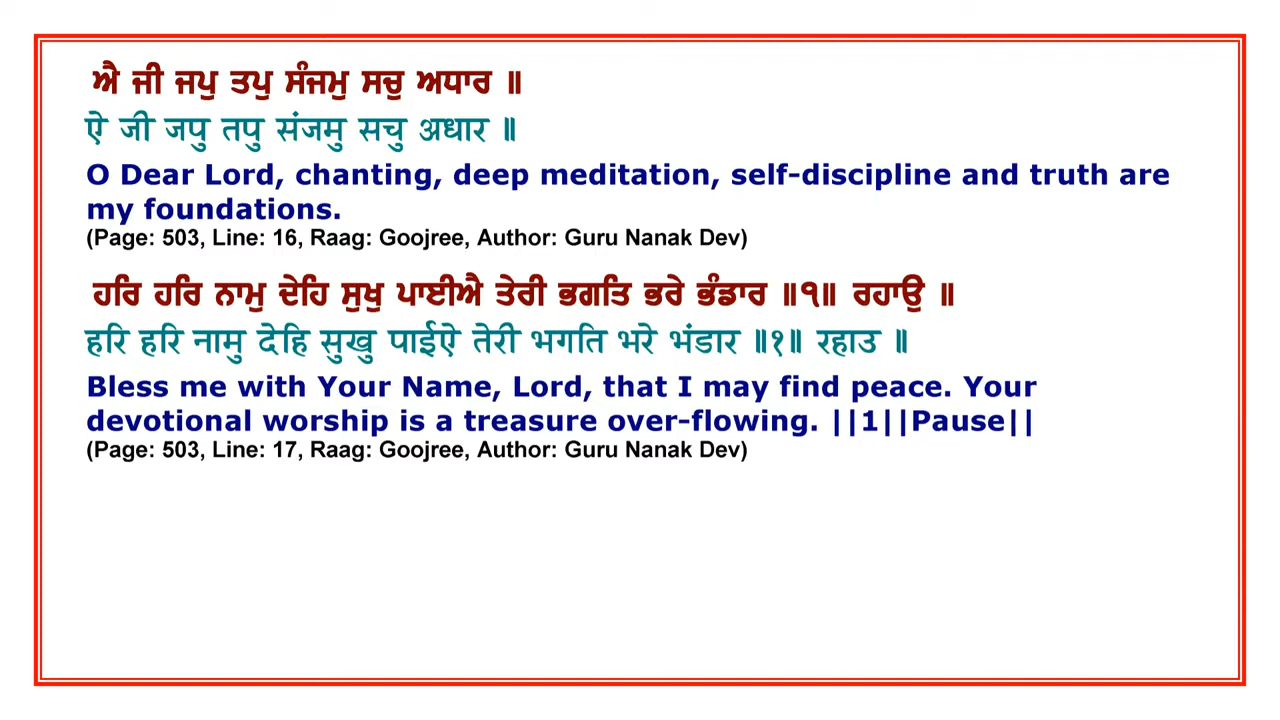 ਐ ਜੀ ਜਪੁ ਤਪੁ ਸੰਜਮੁ ਸਚੁ ਅਧਾਰ ॥
ऐ जी जपु तपु संजमु सचु अधार ॥
O Dear Lord, chanting, deep meditation, self-discipline and truth are
my foundations.
(Page: 503, Line: 16, Raag: Goojree, Author: Guru Nanak Dev)
ਹਰਿ ਹਰਿ ਨਾਮੁ ਦੇਹਿ ਸੁਖੁ ਪਾਈਐ ਤੇਰੀ ਭਗਤਿ ਭਰੇ ਭੰਡਾਰ ॥੧॥ ਰਹਾਉ ॥
हरि हरि नामु देहि सुखु पाईऐ तेरी भगति भरे भंडार ॥१॥ रहाउ ॥
Bless me with Your Name, Lord, that I may find peace. Your
devotional worship is a treasure over-flowing. ||1||Pause||
(Page: 503, Line: 17, Raag: Goojree, Author: Guru Nanak Dev)